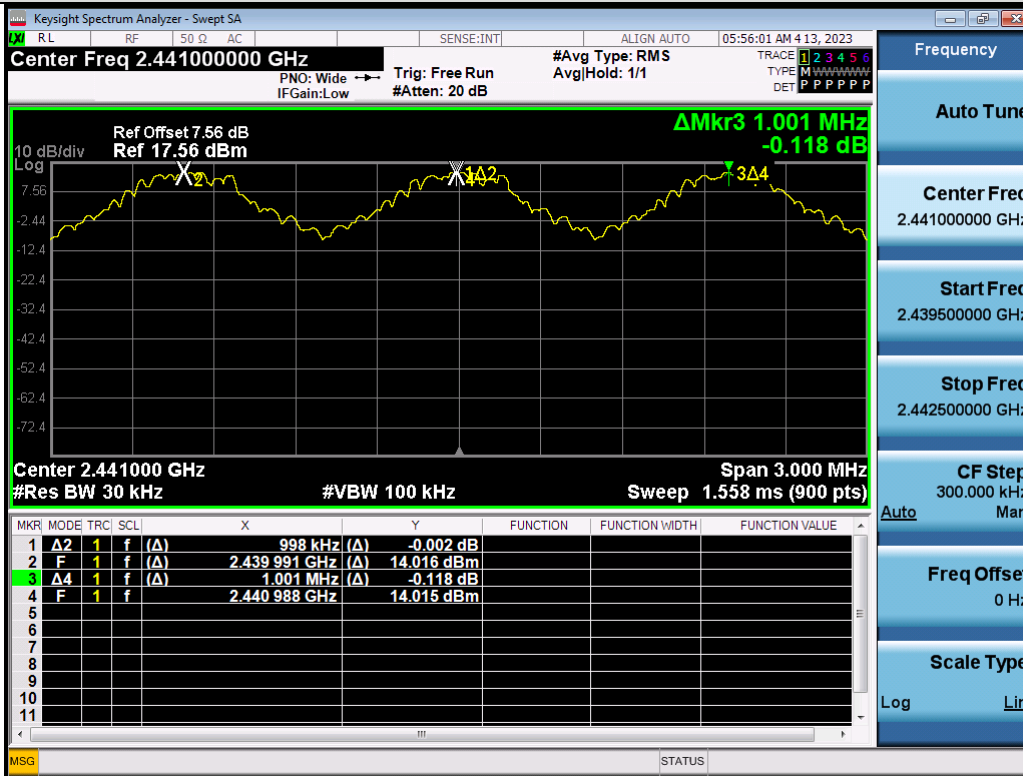 Keysight Spectrum Analyzer - Swept SA
LXI RL RF 50 Ω AC SENSE:INT ALIGN AUTO 05:56:01 AM 4 13, 2023
Center Freq 2.441000000 GHz
PNO: Wide
IFGain:Low
Trig: Free Run
#Atten: 20 dB
#Avg Type: RMS
Avg|Hold: 1/1
TRACE 1 2 3 4 5 6
TYPE M W W W W W
DET P P P P P P
Ref Offset 7.56 dB
10 dB/div Ref 17.56 dBm
Log
ΔMkr3 1.001 MHz
-0.118 dB
2
1Δ2
4
3Δ4
7.56
-2.44
-12.4
-22.4
-32.4
-42.4
-52.4
-62.4
-72.4
Center 2.441000 GHz Span 3.000 MHz
#Res BW 30 kHz #VBW 100 kHz Sweep 1.558 ms (900 pts)
MKR MODE TRC SCL X Y FUNCTION FUNCTION WIDTH FUNCTION VALUE
1 Δ2 1 f (Δ) 998 kHz (Δ) -0.002 dB
2 F 1 f (Δ) 2.439 991 GHz (Δ) 14.016 dBm
3 Δ4 1 f (Δ) 1.001 MHz (Δ) -0.118 dB
4 F 1 f 2.440 988 GHz 14.015 dBm
5
6
7
8
9
10
11
MSG STATUS
Frequency
Auto Tune
Center Freq
2.441000000 GHz
Start Freq
2.439500000 GHz
Stop Freq
2.442500000 GHz
CF Step
300.000 kHz
Auto Man
Freq Offset
0 Hz
Scale Type
Log Lin